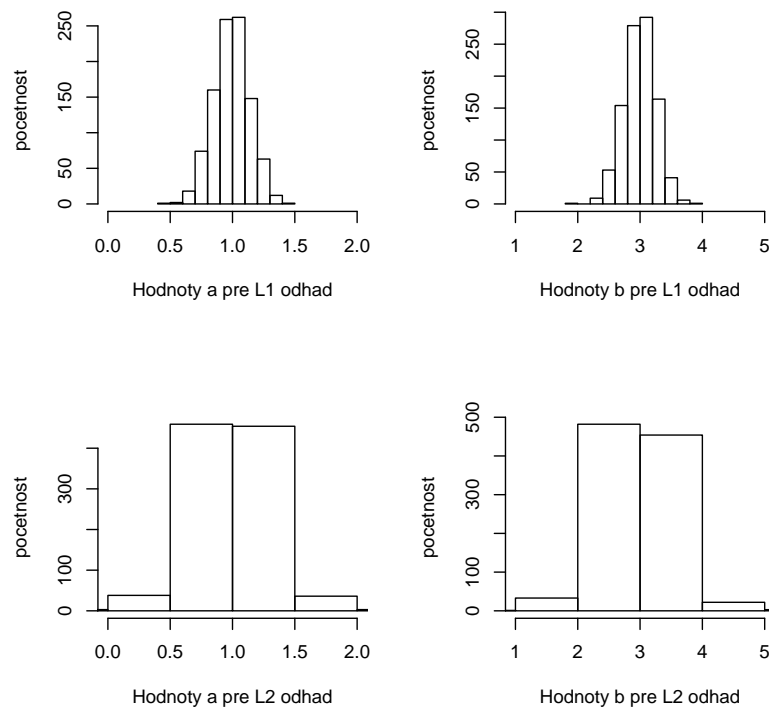 pocetnost
0 50 150 250
0.0 0.5 1.0 1.5 2.0
Hodnoty a pre L1 odhad
pocetnost
0 50 150 250
1 2 3 4 5
Hodnoty b pre L1 odhad
pocetnost
0 100 300
0.0 0.5 1.0 1.5 2.0
Hodnoty a pre L2 odhad
pocetnost
0 100 300 500
1 2 3 4 5
Hodnoty b pre L2 odhad